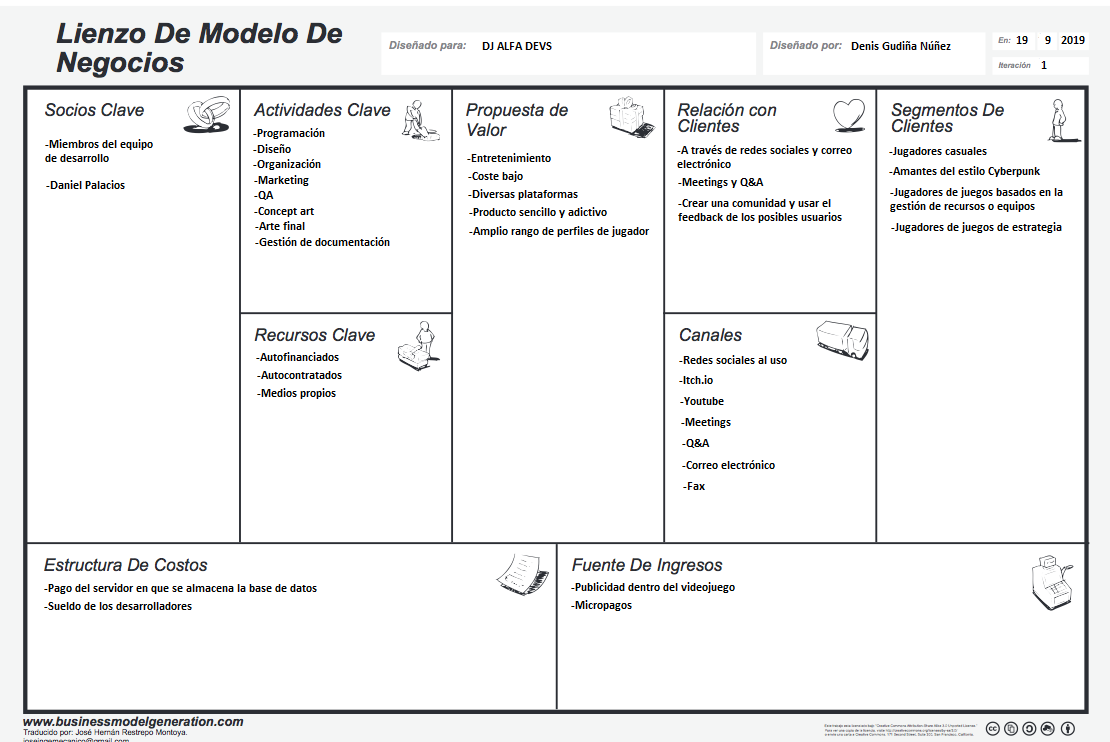 Lienzo De Modelo De
Negocios
Diseñado para: DJ ALFA DEVS
Diseñado por: Denis Gudiña Núñez
En: 19 9 2019
Iteración 1
Socios Clave
-Miembros del equipo
de desarrollo
-Daniel Palacios
Actividades Clave
-Programación
-Diseño
-Organización
-Marketing
-QA
-Concept art
-Arte final
-Gestión de documentación
Recursos Clave
-Autofinanciados
-Autocontratados
-Medios propios
Propuesta de
Valor
-Entretenimiento
-Coste bajo
-Diversas plataformas
-Producto sencillo y adictivo
-Amplio rango de perfiles de jugador
Relación con
Clientes
-A través de redes sociales y correo
electrónico
-Meetings y Q&A
-Crear una comunidad y usar el
feedback de los posibles usuarios
Canales
-Redes sociales al uso
-Itch.io
-Youtube
-Meetings
-Q&A
-Correo electrónico
-Fax
Segmentos De
Clientes
-Jugadores casuales
-Amantes del estilo Cyberpunk
-Jugadores de juegos basados en la
gestión de recursos o equipos
-Jugadores de juegos de estrategia
Estructura De Costos
-Pago del servidor en que se almacena la base de datos
-Sueldo de los desarrolladores
Fuente De Ingresos
-Publicidad dentro del videojuego
-Micropagos
www.businessmodelgeneration.com
Traducido por: José Hernán Restrepo Montoya.
joseingemecanico@gmail.com